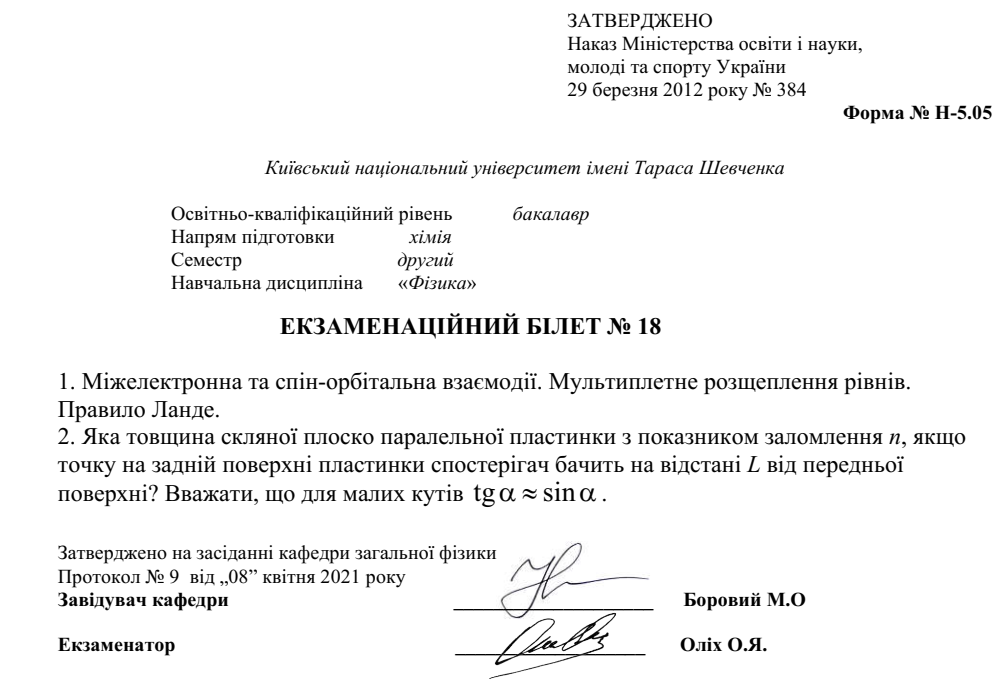 ЗАТВЕРДЖЕНО
Наказ Міністерства освіти і науки,
молоді та спорту України
29 березня 2012 року № 384
Форма № Н-5.05
Київський національний університет імені Тараса Шевченка
Освітньо-кваліфікаційний рівень бакалавр
Напрям підготовки хімія
Семестр другий
Навчальна дисципліна «Фізика»
ЕКЗАМЕНАЦІЙНИЙ БІЛЕТ № 18
1. Міжелектронна та спін-орбітальна взаємодії. Мультиплетне розщеплення рівнів.
Правило Ланде.
2. Яка товщина скляної плоско паралельної пластинки з показником заломлення n, якщо
точку на задній поверхні пластинки спостерігач бачить на відстані L від передньої
поверхні? Вважати, що для малих кутів tg α ≈ sin α .
Затверджено на засіданні кафедри загальної фізики
Протокол № 9 від „08” квітня 2021 року
Завідувач кафедри ____________________ Боровий М.О
Екзаменатор ____________________ Оліх О.Я.